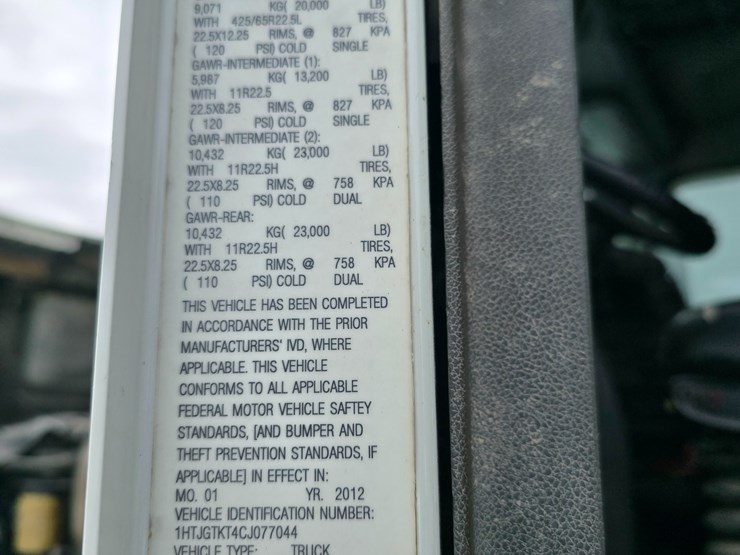 9,071 KG( 20,000 LB)
WITH 425/65R22.5L TIRES,
22.5X12.25 RIMS, @ 827 KPA
( 120 PSI) COLD SINGLE
GAWR-INTERMEDIATE (1):
5,987 KG( 13,200 LB)
WITH 11R22.5 TIRES,
22.5X8.25 RIMS, @ 827 KPA
( 120 PSI) COLD SINGLE
GAWR-INTERMEDIATE (2):
10,432 KG( 23,000 LB)
WITH 11R22.5H TIRES,
22.5X8.25 RIMS, @ 758 KPA
( 110 PSI) COLD DUAL
GAWR-REAR:
10,432 KG( 23,000 LB)
WITH 11R22.5H TIRES,
22.5X8.25 RIMS, @ 758 KPA
( 110 PSI) COLD DUAL
THIS VEHICLE HAS BEEN COMPLETED
IN ACCORDANCE WITH THE PRIOR
MANUFACTURERS' IVD, WHERE
APPLICABLE. THIS VEHICLE
CONFORMS TO ALL APPLICABLE
FEDERAL MOTOR VEHICLE SAFTEY
STANDARDS, [AND BUMPER AND
THEFT PREVENTION STANDARDS, IF
APPLICABLE] IN EFFECT IN:
MO. 01 YR. 2012
VEHICLE IDENTIFICATION NUMBER:
1HTJGTKT4CJ077044
VEHICLE TYPE: TRUCK